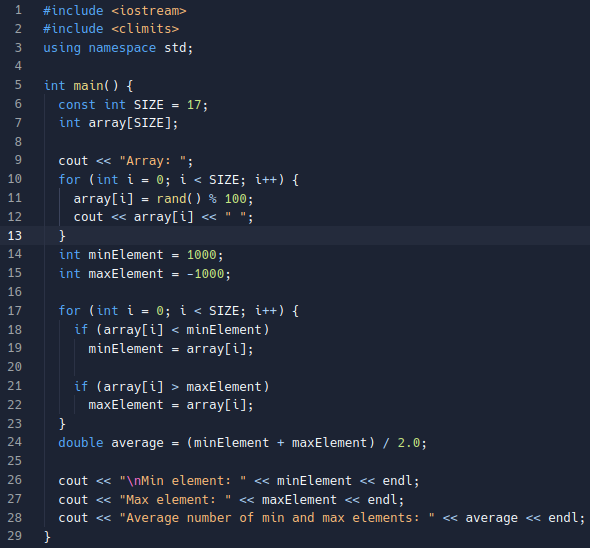 1 #include <iostream>
2 #include <climits>
3 using namespace std;
4
5 int main() {
6   const int SIZE = 17;
7   int array[SIZE];
8
9   cout << "Array: ";
10   for (int i = 0; i < SIZE; i++) {
11     array[i] = rand() % 100;
12     cout << array[i] << " ";
13   }
14   int minElement = 1000;
15   int maxElement = -1000;
16
17   for (int i = 0; i < SIZE; i++) {
18     if (array[i] < minElement)
19       minElement = array[i];
20
21     if (array[i] > maxElement)
22       maxElement = array[i];
23   }
24   double average = (minElement + maxElement) / 2.0;
25
26   cout << "\nMin element: " << minElement << endl;
27   cout << "Max element: " << maxElement << endl;
28   cout << "Average number of min and max elements: " << average << endl;
29 }